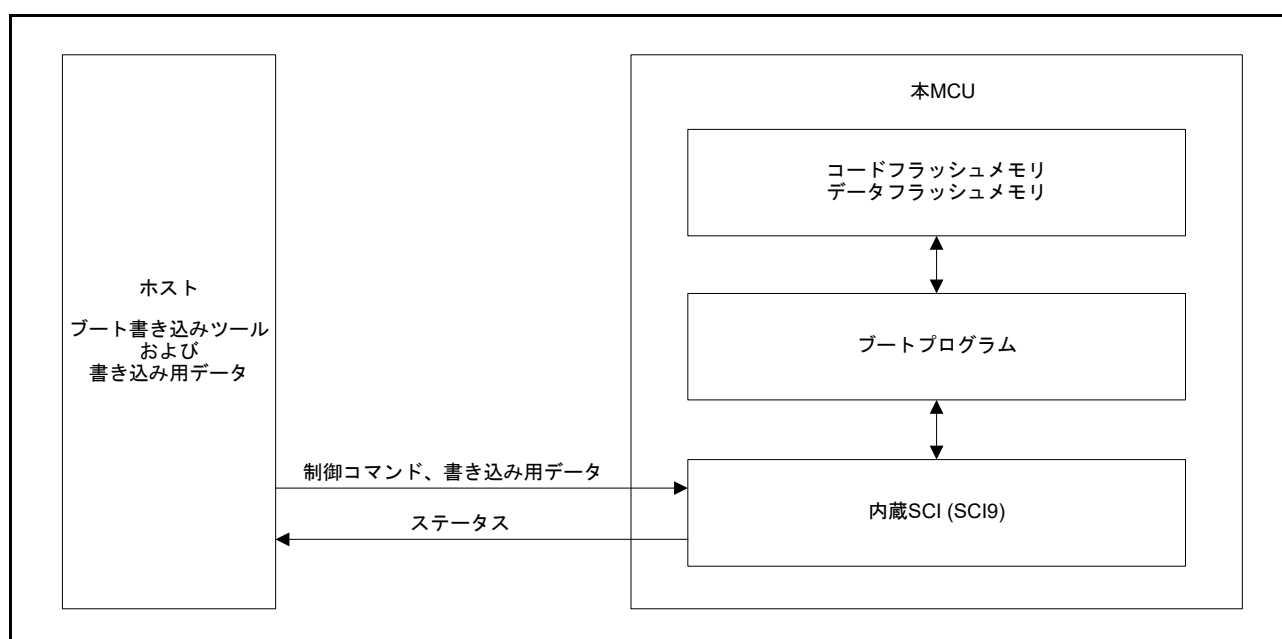 ホスト
ブート書き込みツール
および
書き込み用データ
制御コマンド、書き込み用データ
ステータス
本MCU
コードフラッシュメモリ
データフラッシュメモリ
ブートプログラム
内蔵SCI (SCI9)